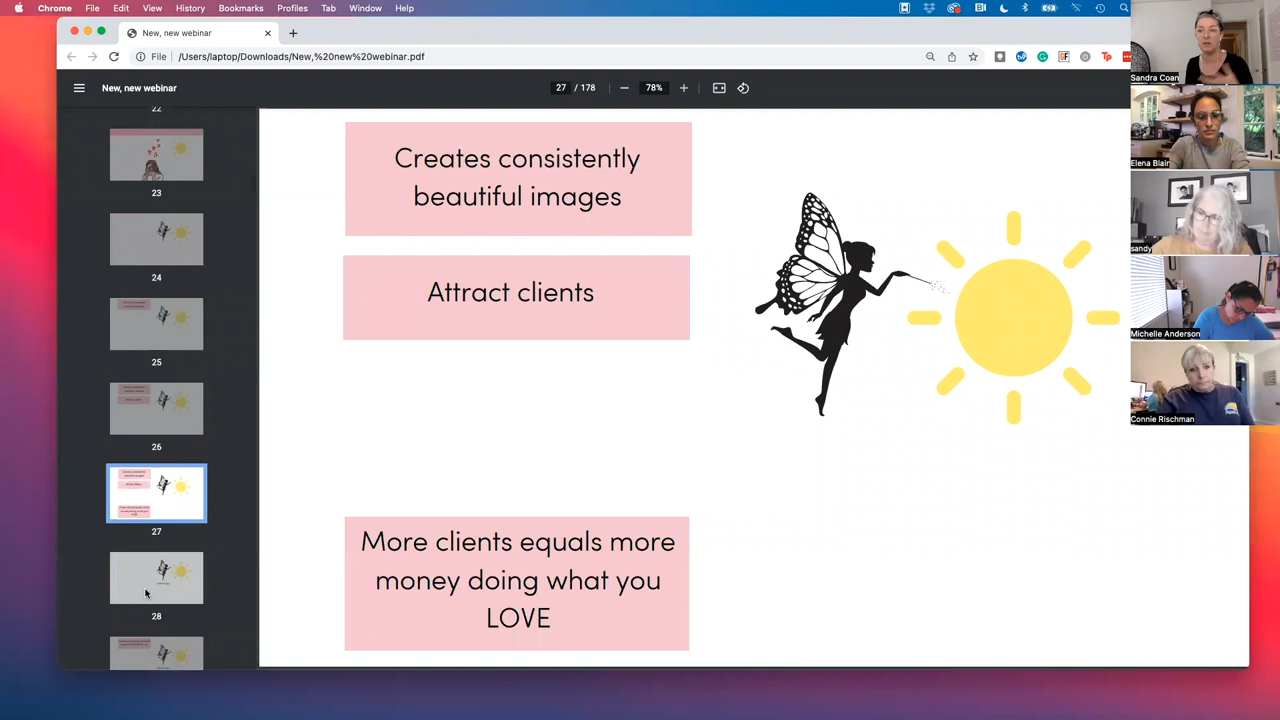 Chrome File Edit View History Bookmarks Profiles Tab Window Help
New, new webinar
File /Users/laptop/Downloads/New,%20new%20webinar.pdf
New, new webinar
27 / 178
78%
22
23
24
25
26
27
28
Creates consistently
beautiful images
Attract clients
More clients equals more
money doing what you
LOVE
Sandra Coan
Elena Blair
sandy
Michelle Anderson
Connie Rischman